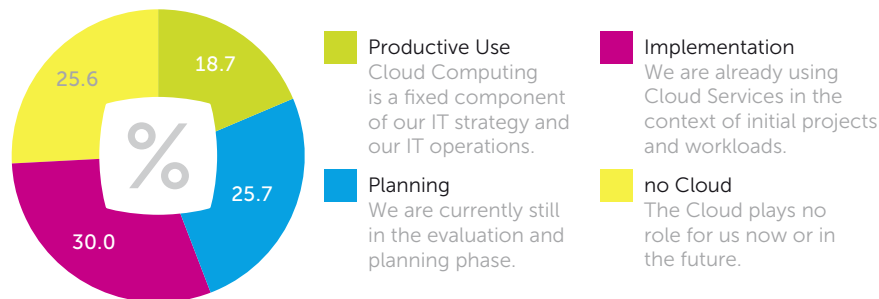 18.7
25.6
%
25.7
30.0
Productive Use
Cloud Computing
is a fixed component
of our IT strategy and
our IT operations.
Planning
We are currently still
in the evaluation and
planning phase.
Implementation
We are already using
Cloud Services in the
context of initial projects
and workloads.
no Cloud
The Cloud plays no
role for us now or in
the future.